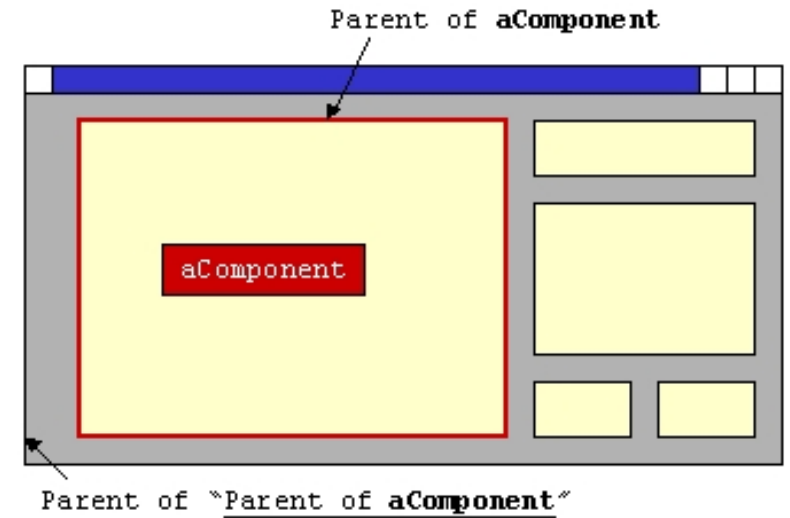 Parent of aComponent
aComponent
Parent of "Parent of aComponent"